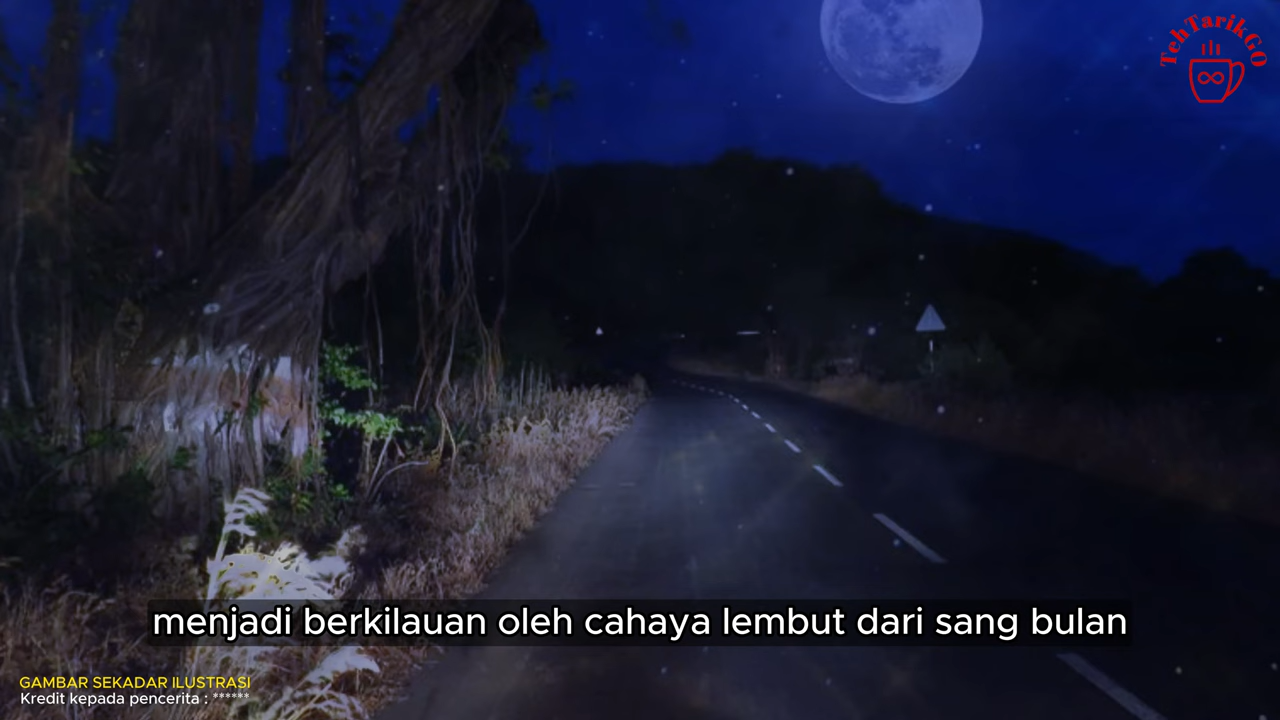 TehTarikGO
menjadi berkilauan oleh cahaya lembut dari sang bulan
GAMBAR SEKADAR ILUSTRASI
Kredit kepada pencerita : ******